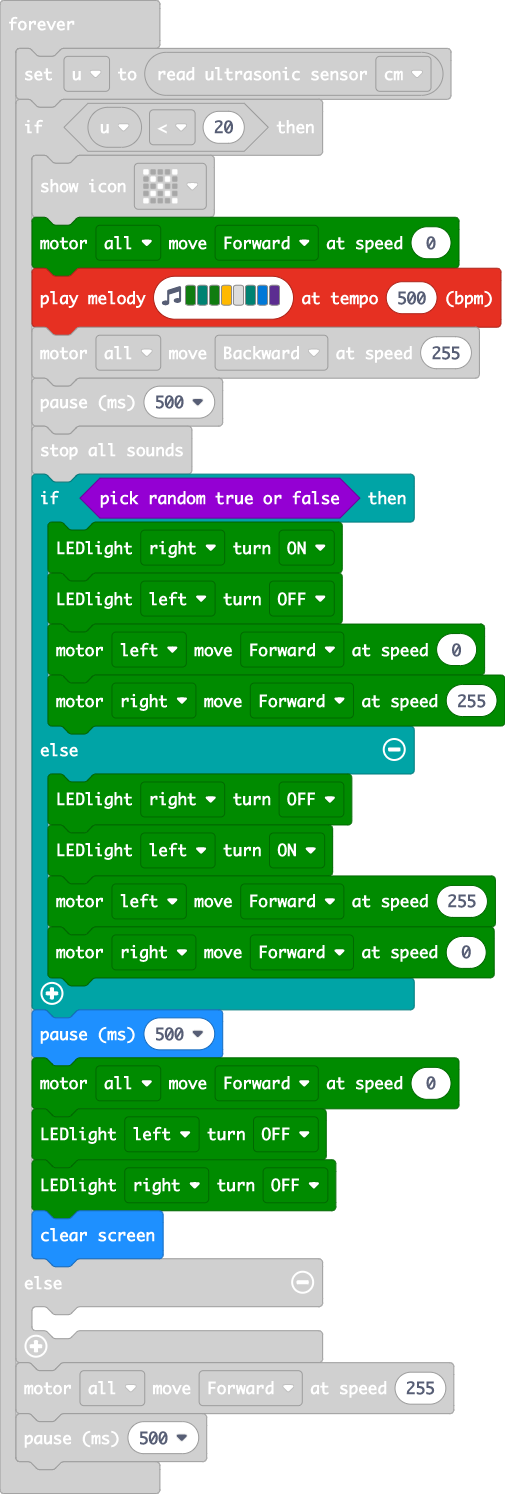 forever
set u to read ultrasonic sensor cm
if u < 20 then
show icon
motor all move Forward at speed 0
play melody at tempo 500 (bpm)
motor all move Backward at speed 255
pause (ms) 500
stop all sounds
if pick random true or false then
LEDlight right turn ON
LEDlight left turn OFF
motor left move Forward at speed 0
motor right move Forward at speed 255
else
LEDlight right turn OFF
LEDlight left turn ON
motor left move Forward at speed 255
motor right move Forward at speed 0
pause (ms) 500
motor all move Forward at speed 0
LEDlight left turn OFF
LEDlight right turn OFF
clear screen
else
motor all move Forward at speed 255
pause (ms) 500